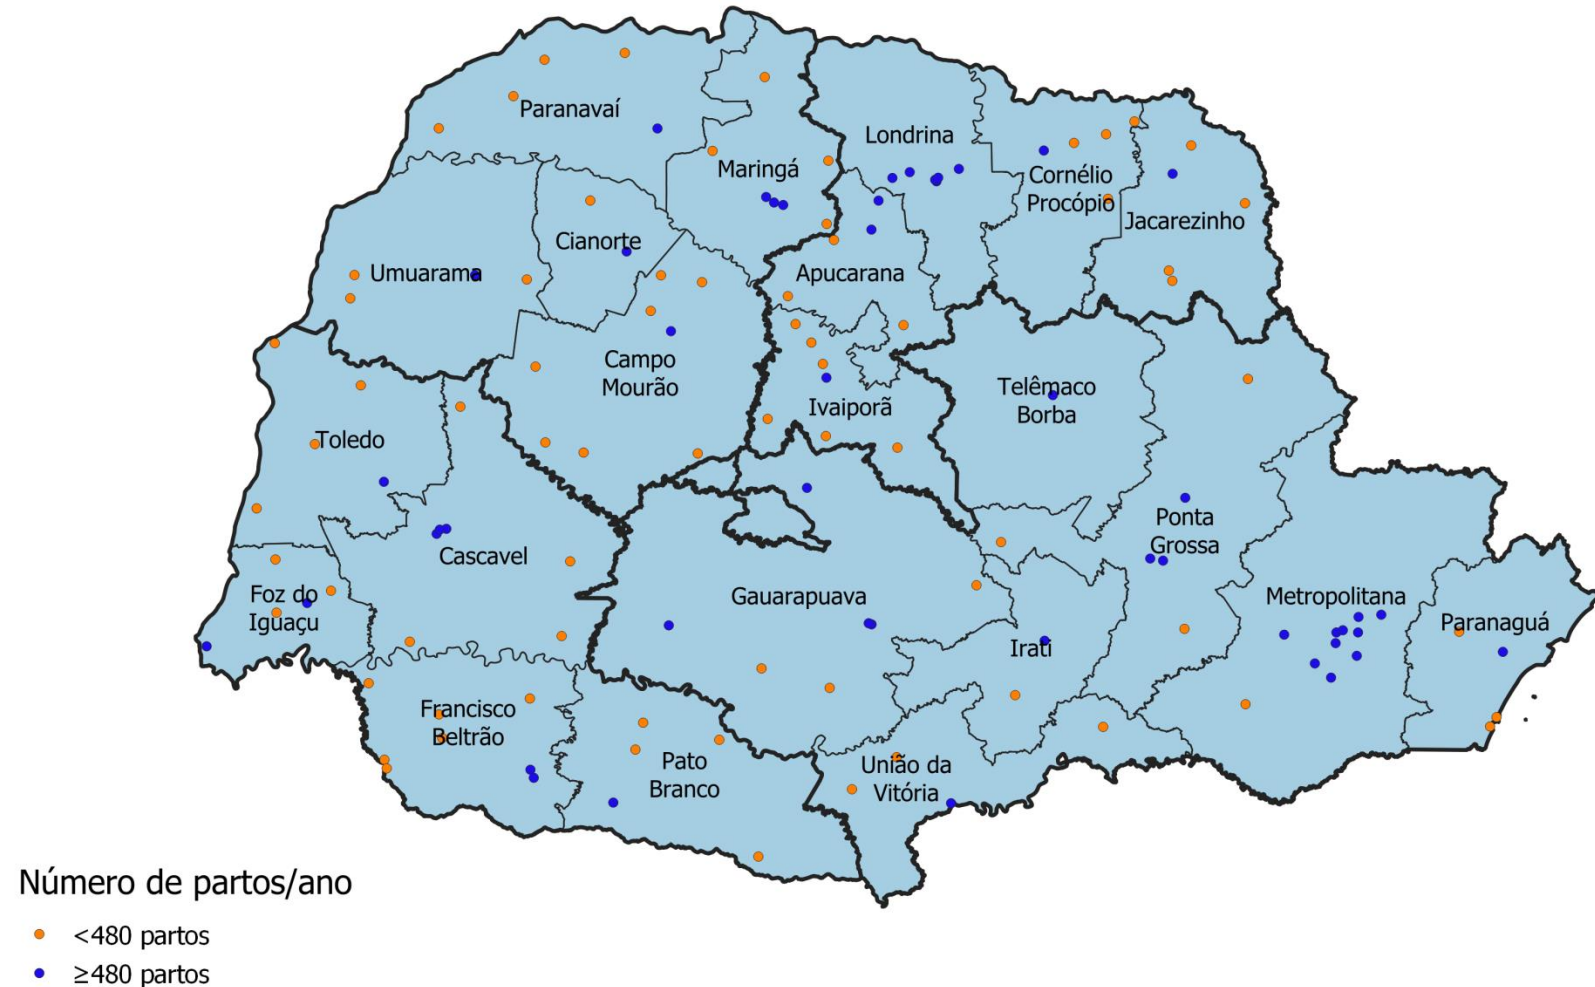 Paranavaí
Londrina
Maringá
Cornélio
Procópio
Jacarezinho
Cianorte
Umuarama
Apucarana
Campo
Mourão
Telêmaco
Borba
Ivaiporã
Toledo
Ponta
Grossa
Cascavel
Foz do
Iguaçu
Gauarapuava
Metropolitana
Paranaguá
Irati
Francisco
Beltrão
Pato
Branco
União da
Vitória
Número de partos/ano
<480 partos
≥480 partos